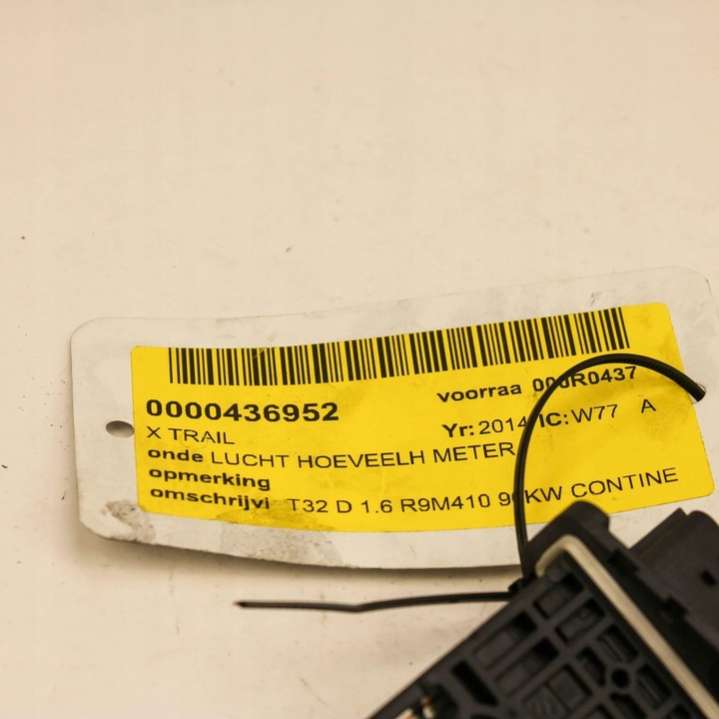 0000436952
voorraa 000R0437
X TRAIL
Yr: 2014 IC: W77 A
onde LUCHT HOEVEELH METER
opmerking
omschrijvi T32 D 1.6 R9M410 96KW CONTINE